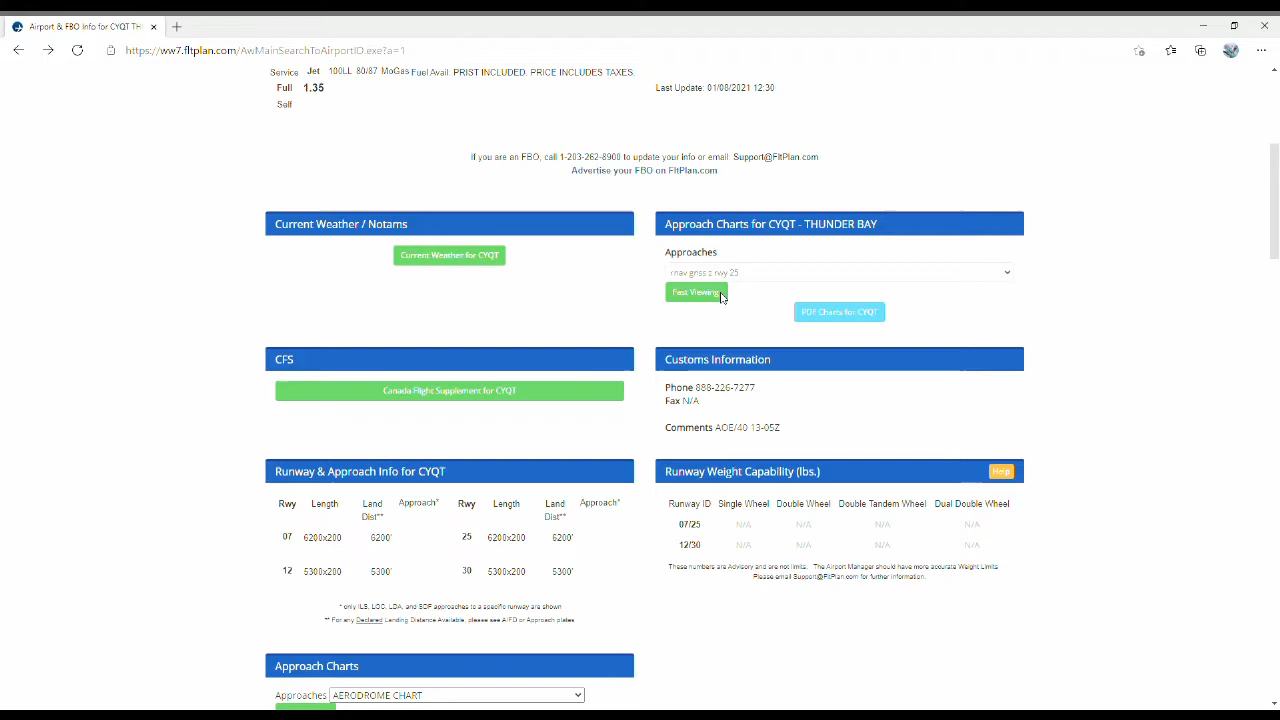 Airport & FBO Info for CYQT TH
https://ww7.fltplan.com/AwMainSearchToAirportID.exe?a=1
Service Jet 100LL 80/87 MoGas Fuel Avail. PRIST INCLUDED. PRICE INCLUDES TAXES.
Full 1.35 Last Update: 01/08/2021 12:30
Self
If you are an FBO, call 1-203-262-8900 to update your info or email: Support@FltPlan.com
Advertise your FBO on FltPlan.com
Current Weather / Notams
Current Weather for CYQT
Approach Charts for CYQT - THUNDER BAY
Approaches
rnav gnss z rwy 25
Fast Viewing
PDF Charts for CYQT
CFS
Canada Flight Supplement for CYQT
Customs Information
Phone 888-226-7277
Fax N/A
Comments AOE/40 13-05Z
Runway & Approach Info for CYQT
Rwy Length Land Dist** Approach* Rwy Length Land Dist** Approach*
07 6200x200 6200' 25 6200x200 6200'
12 5300x200 5300' 30 5300x200 5300'
* only ILS, LOC, LDA, and SDF approaches to a specific runway are shown
** For any Declared Landing Distance Available, please see AIFD or Approach plates
Runway Weight Capability (lbs.) Help
Runway ID Single Wheel Double Wheel Double Tandem Wheel Dual Double Wheel
07/25 N/A N/A N/A N/A
12/30 N/A N/A N/A N/A
These numbers are Advisory and are not limits. The Airport Manager should have more accurate Weight Limits
Please email Support@FltPlan.com for further information.
Approach Charts
Approaches AERODROME CHART